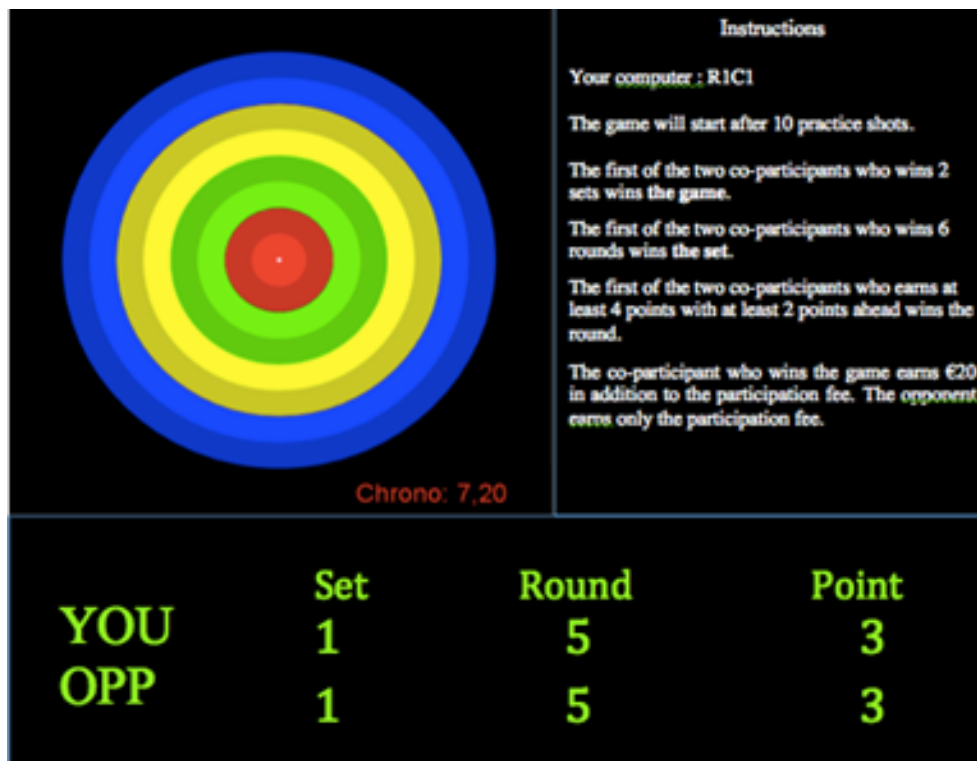 Instructions
Your computer : R1C1
The game will start after 10 practice shots.
The first of the two co-participants who wins 2
sets wins the game.
The first of the two co-participants who wins 6
rounds wins the set.
The first of the two co-participants who earns at
least 4 points with at least 2 points ahead wins the
round.
The co-participant who wins the game earns €20
in addition to the participation fee. The opponent
earns only the participation fee.
Chrono: 7,20
Set Round Point
YOU 1 5 3
OPP 1 5 3